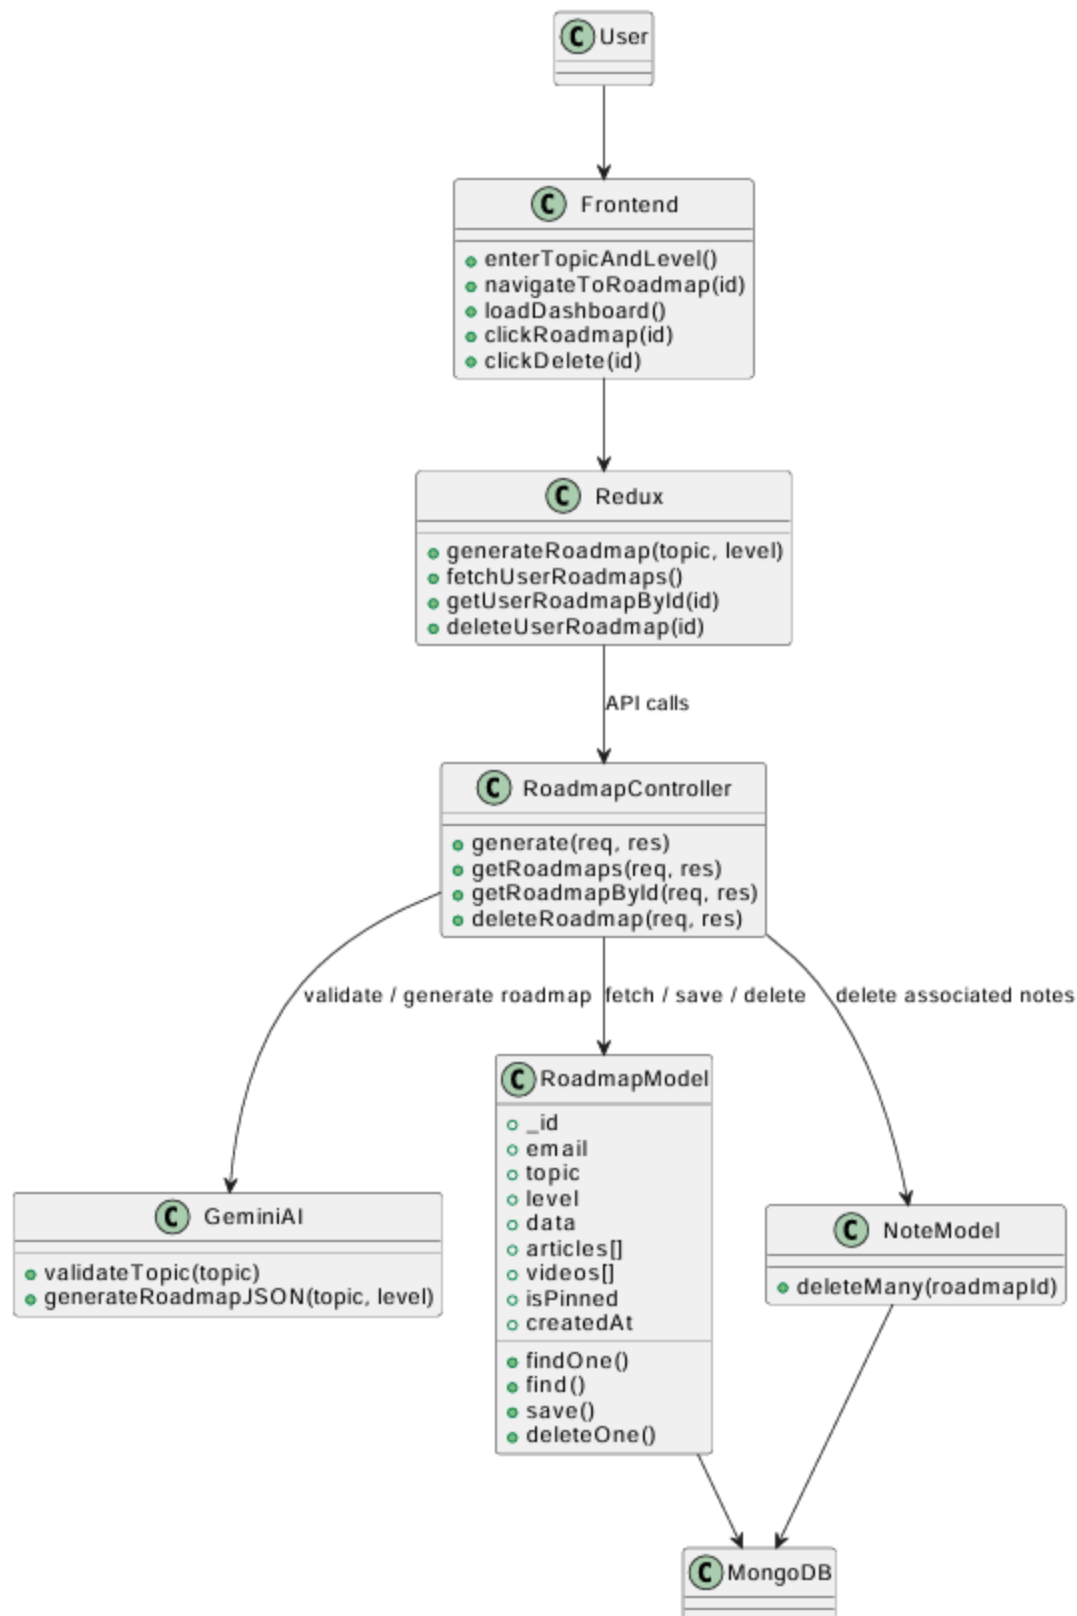 C User
C Frontend
enterTopicAndLevel()
navigateToRoadmap(id)
loadDashboard()
clickRoadmap(id)
clickDelete(id)
C Redux
generateRoadmap(topic, level)
fetchUserRoadmaps()
getUserRoadmapById(id)
deleteUserRoadmap(id)
API calls
C RoadmapController
generate(req, res)
getRoadmaps(req, res)
getRoadmapById(req, res)
deleteRoadmap(req, res)
validate / generate roadmap
fetch / save / delete
delete associated notes
C RoadmapModel
_id
email
topic
level
data
articles[]
videos[]
isPinned
createdAt
findOne()
find()
save()
deleteOne()
C GeminiAI
validateTopic(topic)
generateRoadmapJSON(topic, level)
C NoteModel
deleteMany(roadmapId)
C MongoDB